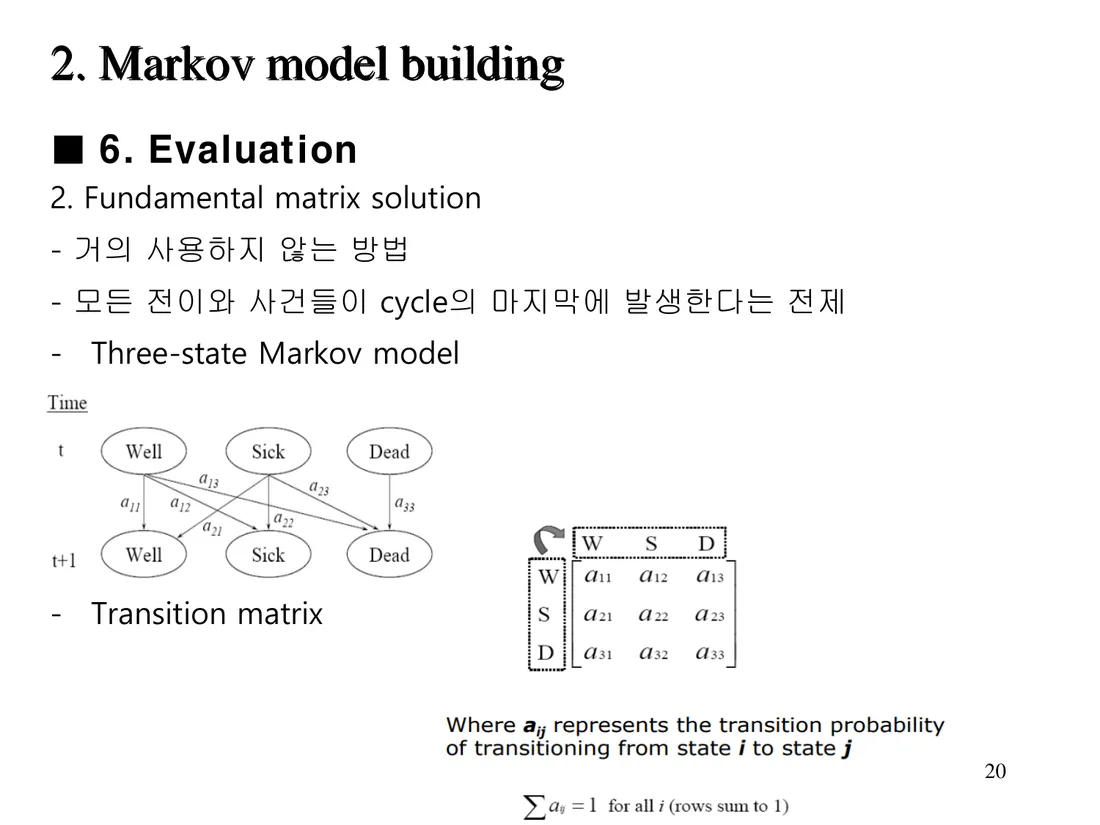 2. Markov model building
■ 6. Evaluation
2. Fundamental matrix solution
- 거의 사용하지 않는 방법
- 모든 전이와 사건들이 cycle의 마지막에 발생한다는 전제
- Three-state Markov model
Time
t Well Sick Dead
a13 a23
a11 a12 a22 a33
a21
t+1 Well Sick Dead
- Transition matrix
W S D
W a11 a12 a13
S a21 a22 a23
D a31 a32 a33
Where aij represents the transition probability
of transitioning from state i to state j
20
∑ aij = 1 for all i (rows sum to 1)